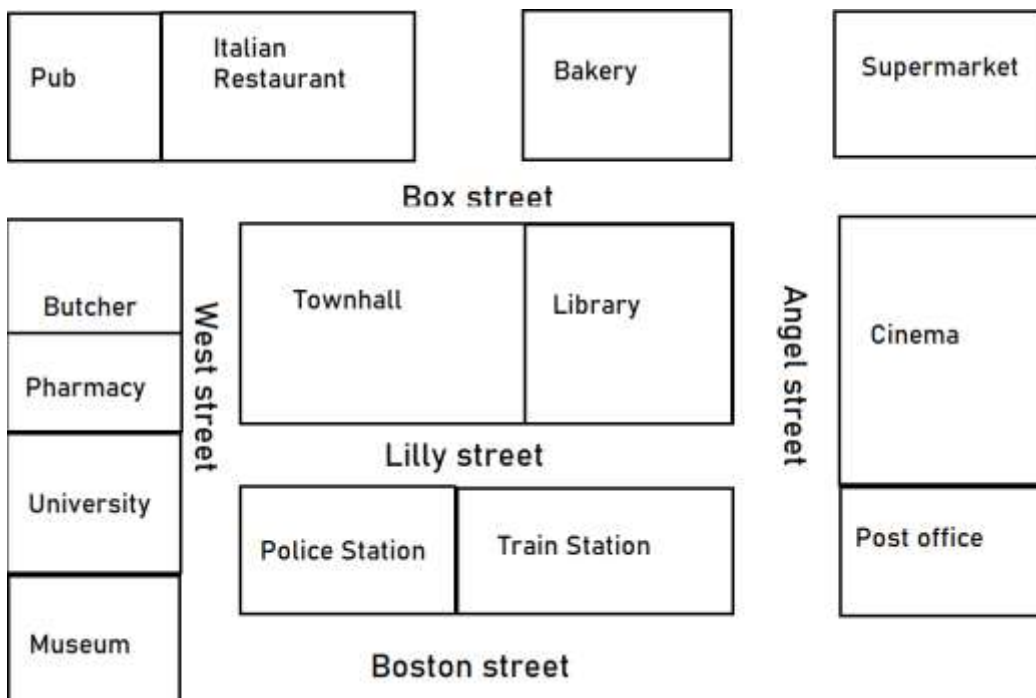 Pub
Italian
Restaurant
Bakery
Supermarket
Box street
Butcher
West street
Townhall
Library
Angel street
Cinema
Pharmacy
Lilly street
University
Police Station
Train Station
Post office
Museum
Boston street